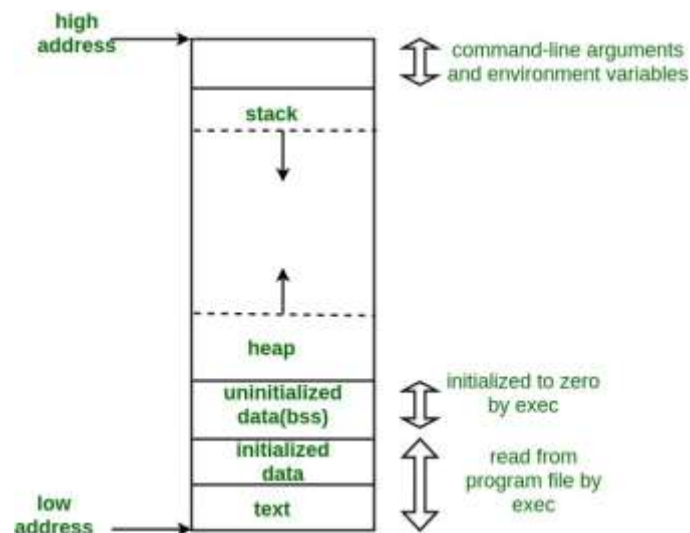 high
address
command-line arguments
and environment variables
stack
heap
uninitialized
data(bss)
initialized to zero
by exec
initialized
data
read from
program file by
exec
text
low
address